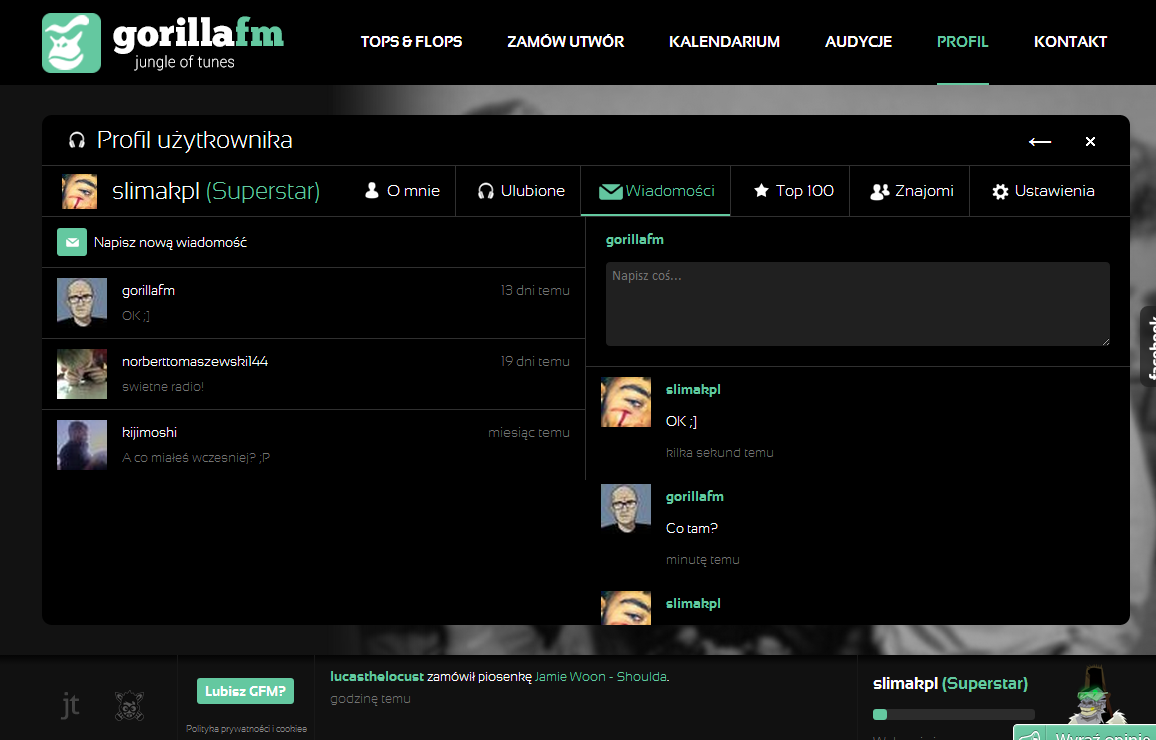 gorillafm
jungle of tunes
TOPS & FLOPS
ZAMÓW UTWÓR
KALENDARIUM
AUDYCJE
PROFIL
KONTAKT
Profil użytkownika
slimakpl (Superstar)
O mnie
Ulubione
Wiadomości
Top 100
Znajomi
Ustawienia
Napisz nową wiadomość
gorillafm
13 dni temu
OK ;]
norberttomaszewski144
19 dni temu
swietne radio!
kijimoshi
miesiąc temu
A co miałeś wczesniej? ;P
gorillafm
Napisz coś...
slimakpl
OK ;]
kilka sekund temu
gorillafm
Co tam?
minutę temu
slimakpl
facebook
jt
Lubisz GFM?
Polityka prywatności i cookies
lucasthelocust zamówił piosenkę Jamie Woon - Shoulda.
godzinę temu
slimakpl (Superstar)
Wyraź opinię